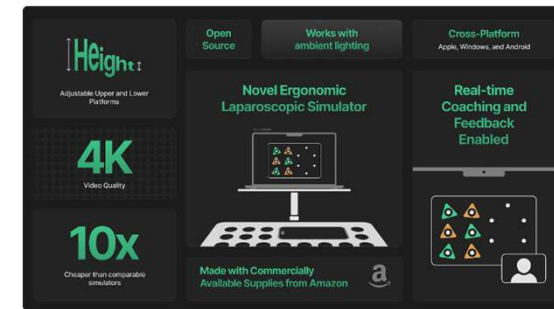 Height
Adjustable Upper and Lower
Platforms
4K
Video Quality
10x
Cheaper than comparable
simulators
Open
Source
Works with
ambient lighting
Novel Ergonomic
Laparoscopic Simulator
Made with Commercially
Available Supplies from Amazon
a
Cross-Platform
Apple, Windows, and Android
Real-time
Coaching and
Feedback
Enabled